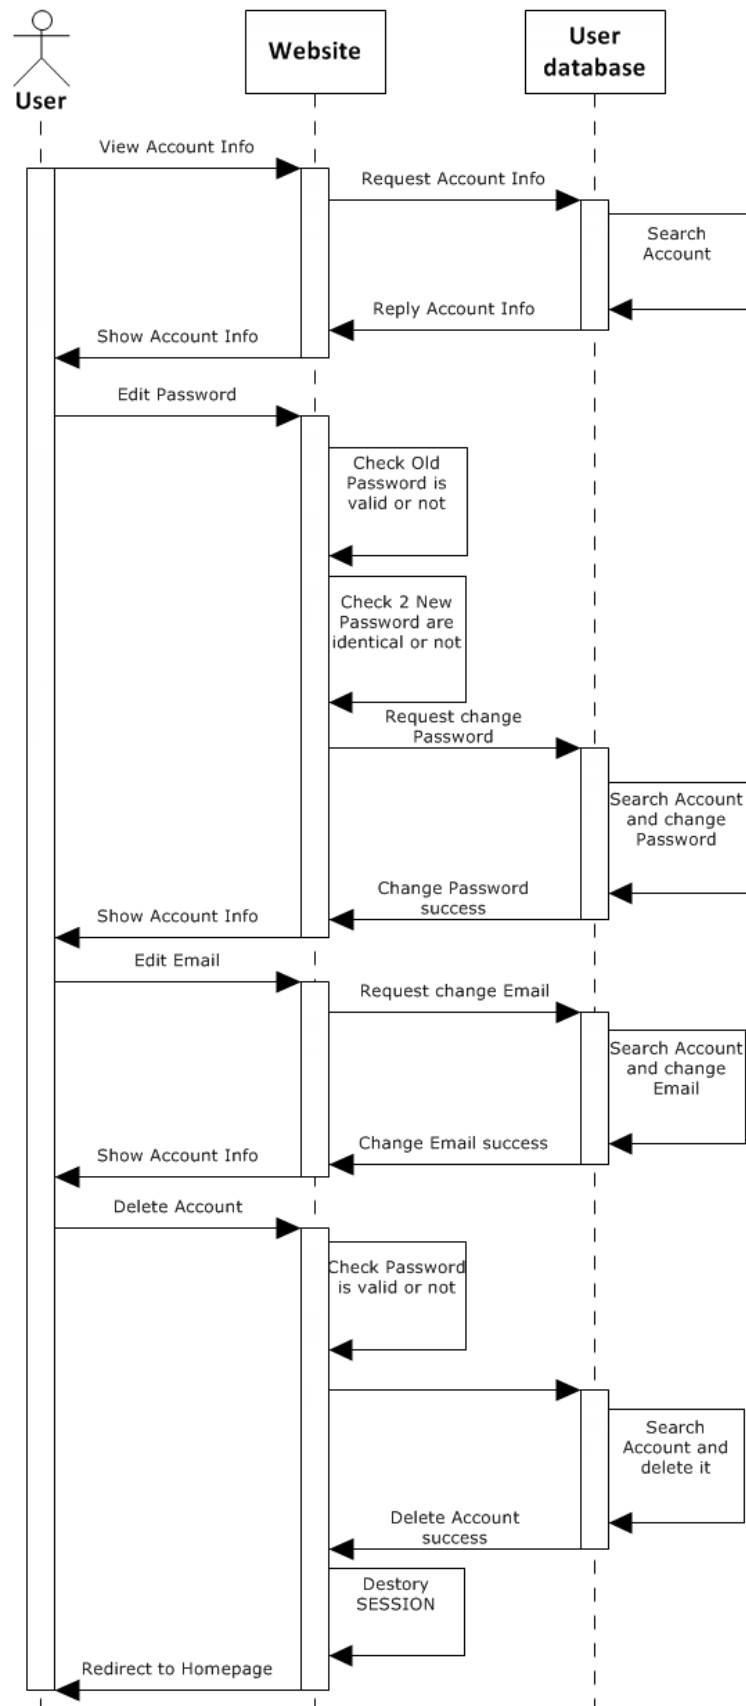 User
Website
User
database
View Account Info
Request Account Info
Search
Account
Reply Account Info
Show Account Info
Edit Password
Check Old
Password is
valid or not
Check 2 New
Password are
identical or not
Request change
Password
Search Account
and change
Password
Change Password
success
Show Account Info
Edit Email
Request change Email
Search Account
and change
Email
Change Email success
Show Account Info
Delete Account
Check Password
is valid or not
Search
Account and
delete it
Delete Account
success
Destory
SESSION
Redirect to Homepage